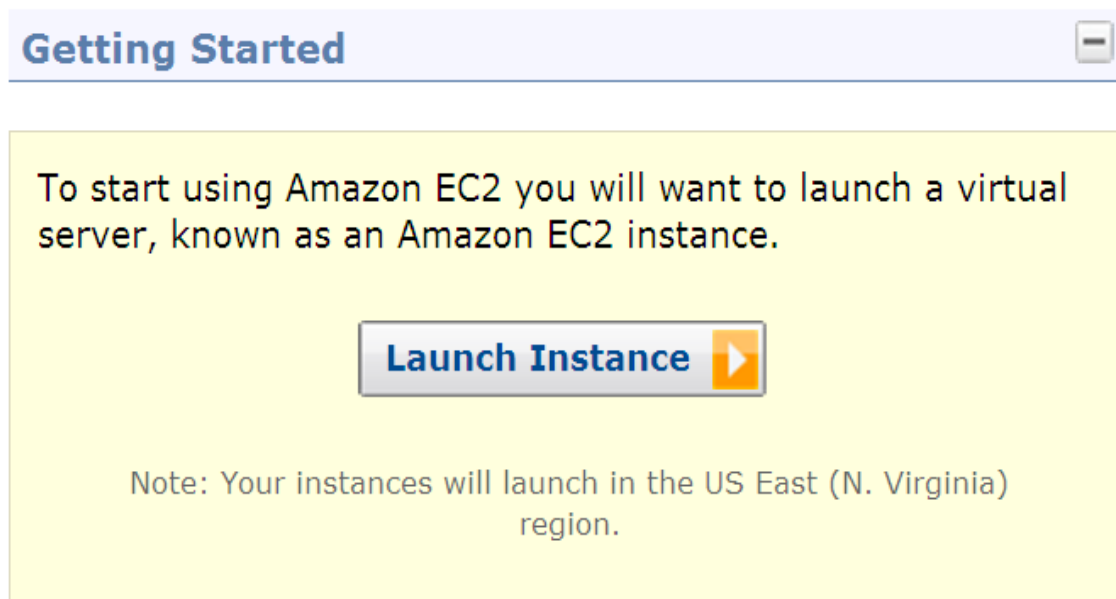 Getting Started
To start using Amazon EC2 you will want to launch a virtual
server, known as an Amazon EC2 instance.
Launch Instance
Note: Your instances will launch in the US East (N. Virginia)
region.